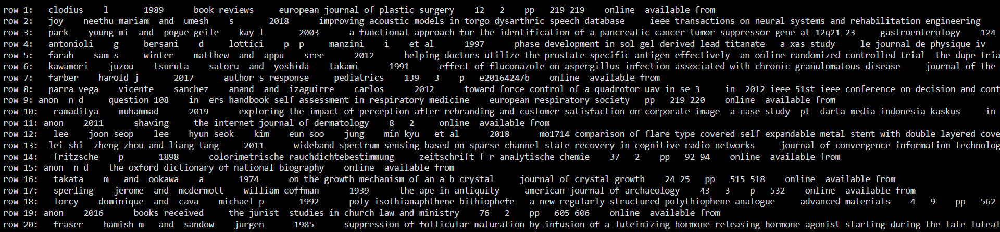 row 1: clodius l 1989 book reviews european journal of plastic surgery 12 2 pp 219 219 online available from
row 2: joy neethu mariam and umesh s 2018 improving acoustic models in torgo dysarthric speech database ieee transactions on neural systems and rehabilitation engineering
row 3: park young mi and pogue geile kay l 2003 a functional approach for the identification of a pancreatic cancer tumor suppressor gene at 12q21 23 gastroenterology 124
row 4: antonioli g bersani d lottici p p manzini i et al 1997 phase development in sol gel derived lead titanate a xas study le journal de physique iv
row 5: farah sam s winter matthew and appu sree 2012 helping doctors utilize the prostate specific antigen effectively an online randomized controlled trial the dupe tria
row 6: kawamori juzou tsuruta satoru and yoshida takami 1991 effect of fluconazole on aspergillus infection associated with chronic granulomatous disease journal of the
row 7: farber harold j 2017 author s response pediatrics 139 3 p e20164247b online available from
row 8: parra vega vicente sanchez anand and izaguirre carlos 2012 toward force control of a quadrotor uav in se 3 in 2012 ieee 51st ieee conference on decision and cont
row 9: anon n d question 108 in ers handbook self assessment in respiratory medicine european respiratory society pp 219 220 online available from
row 10: ramaditya muhammad 2019 exploring the impact of perception after rebranding and customer satisfaction on corporate image a case study pt darta media indonesia kaskus in
row 11: anon 2011 shaving the internet journal of dermatology 8 2 online available from
row 12: lee joon seop lee hyun seok kim eun soo jung min kyu et al 2018 mo1714 comparison of flare type covered self expandable metal stent with double layered cove
row 13: lei shi zheng zhou and liang tang 2011 wideband spectrum sensing based on sparse channel state recovery in cognitive radio networks journal of convergence information technolog
row 14: fritzsche p 1898 colorimetrische rauchdichtebestimmung zeitschrift f r analytische chemie 37 2 pp 92 94 online available from
row 15: anon n d the oxford dictionary of national biography online available from
row 16: takata m and ookawa a 1974 on the growth mechanism of an a b crystal journal of crystal growth 24 25 pp 515 518 online available from
row 17: sperling jerome and mcdermott william coffman 1939 the ape in antiquity american journal of archaeology 43 3 p 532 online available from
row 18: lorcy dominique and cava michael p 1992 poly isothianaphthene bithiophefe a new regularly structured polythiophene analogue advanced materials 4 9 pp 562
row 19: anon 2016 books received the jurist studies in church law and ministry 76 2 pp 605 606 online available from
row 20: fraser hamish m and sandow jurgen 1985 suppression of follicular maturation by infusion of a luteinizing hormone releasing hormone agonist starting during the late luteal